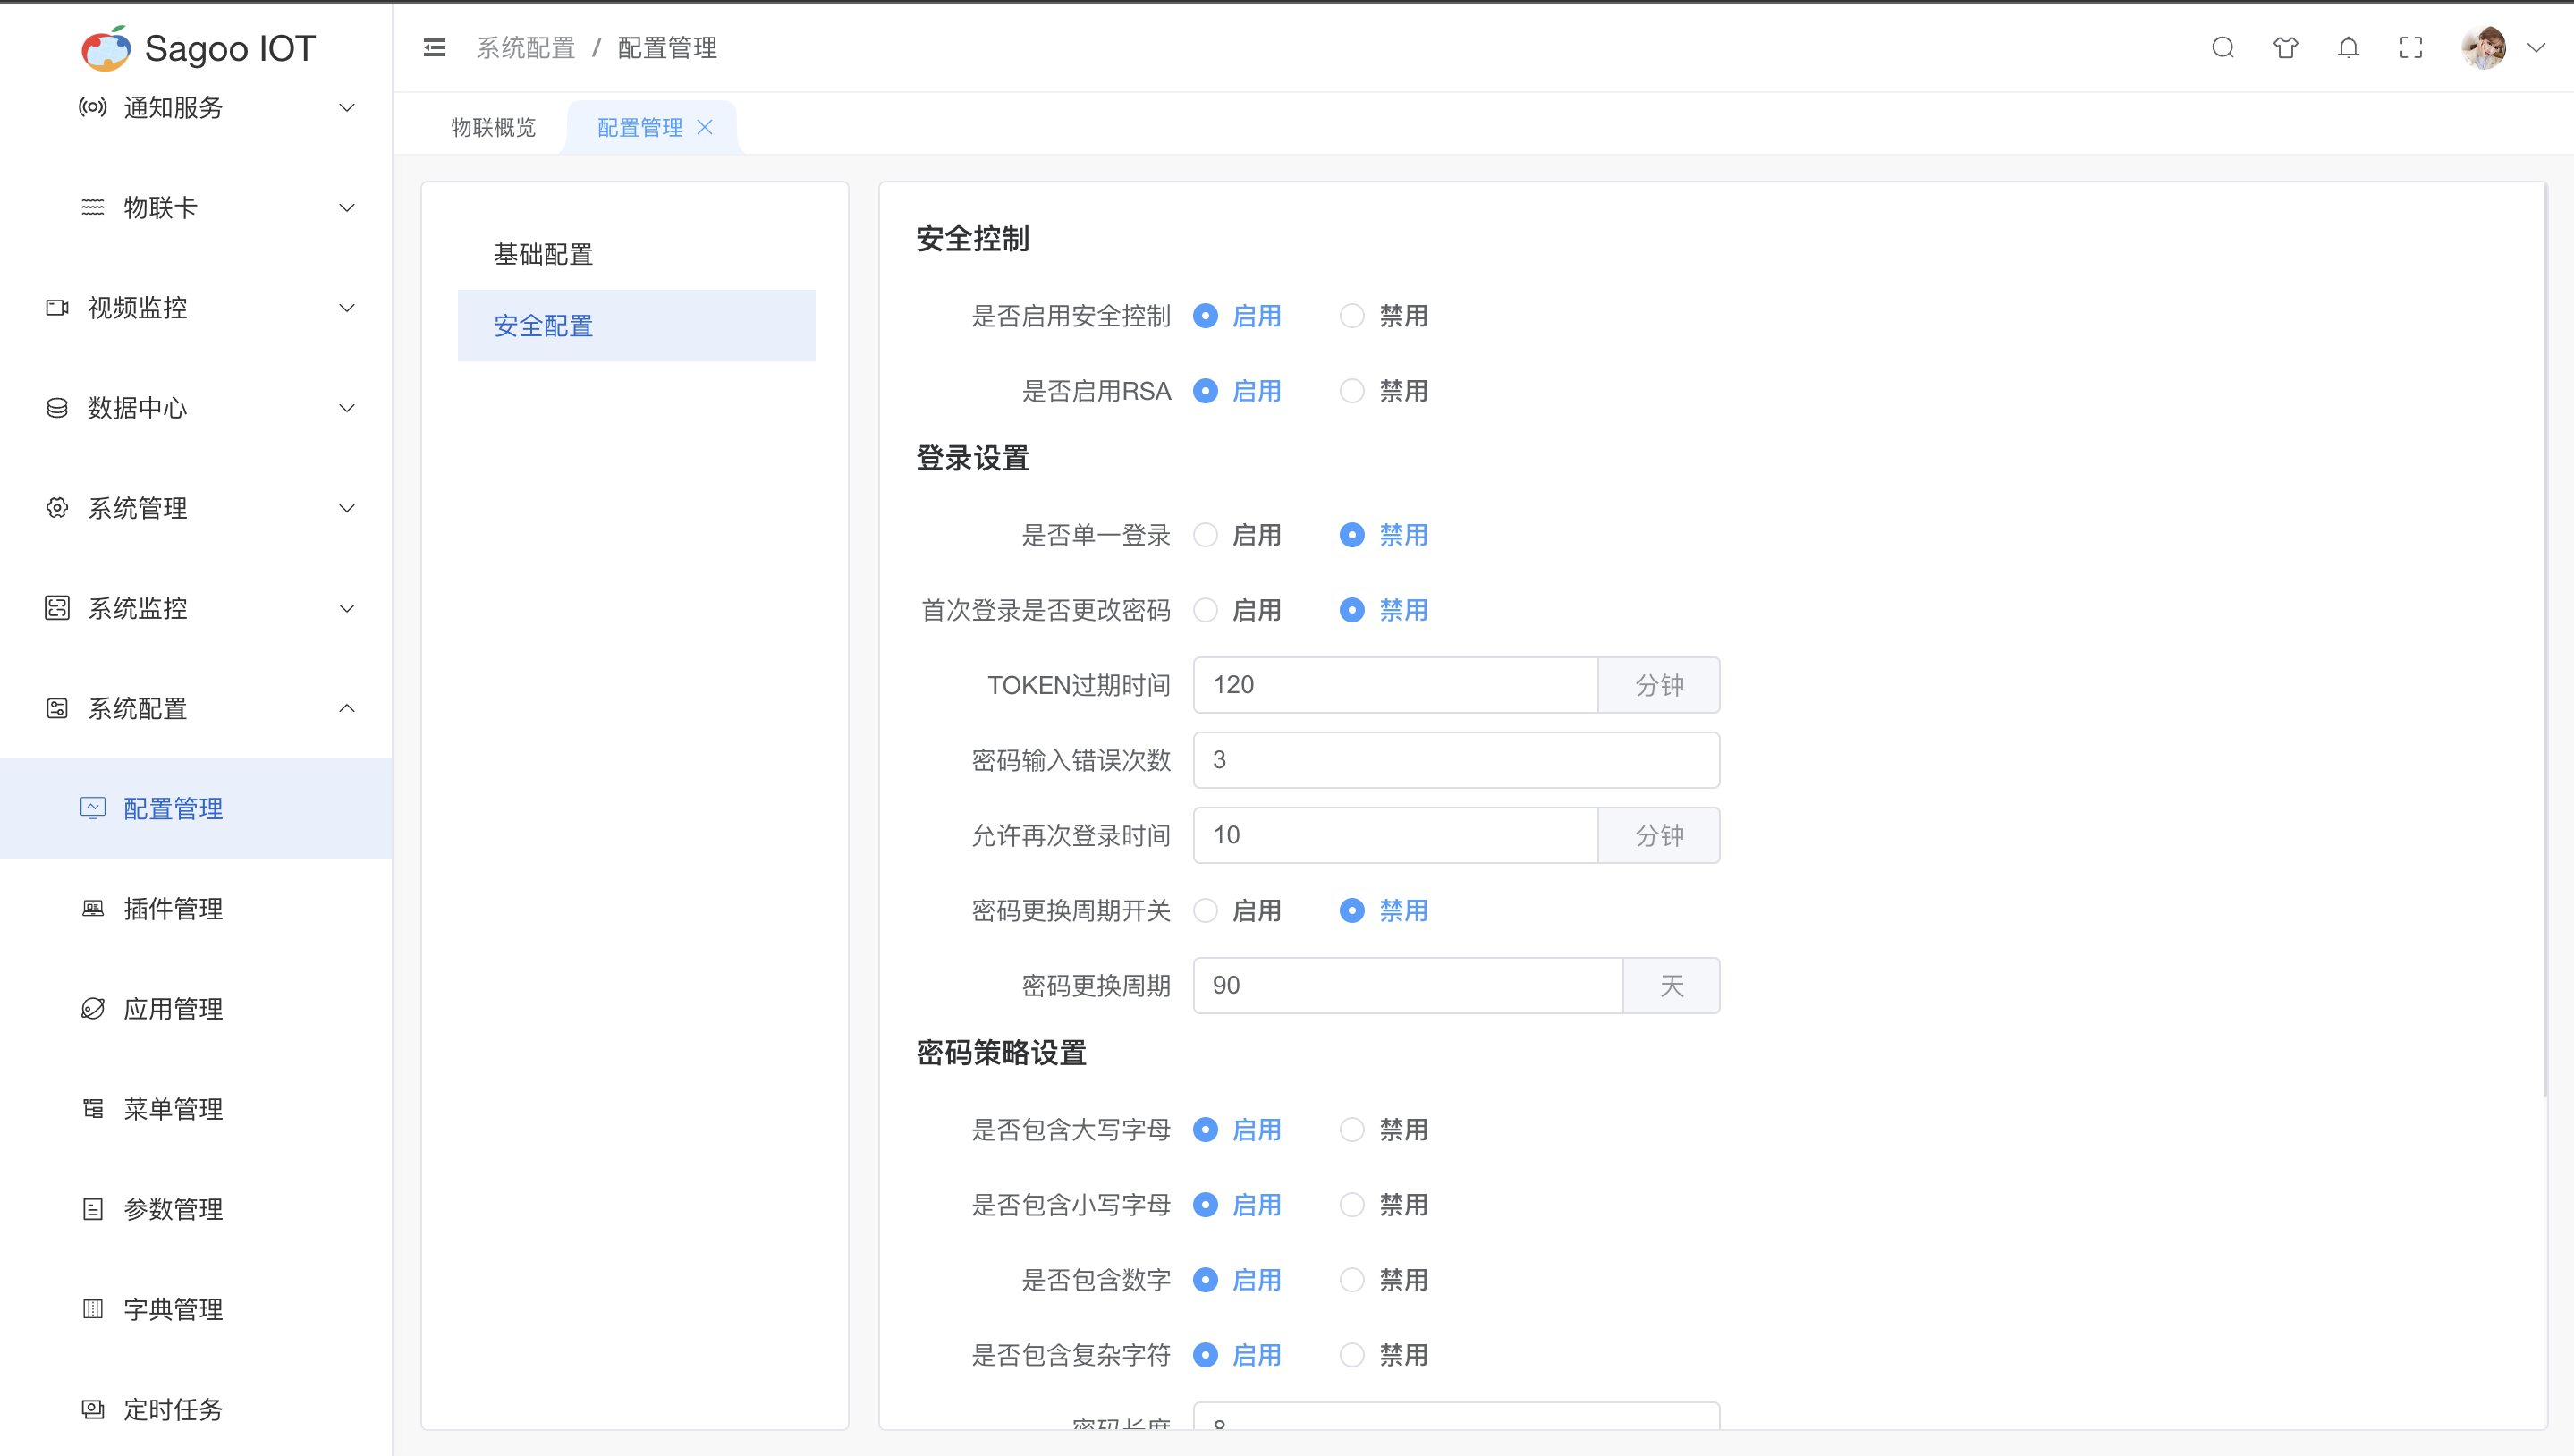 Sagoo IOT
通知服务
物联卡
视频监控
数据中心
系统管理
系统监控
系统配置
配置管理
插件管理
应用管理
菜单管理
参数管理
字典管理
定时任务
系统配置 / 配置管理
物联概览
配置管理
基础配置
安全配置
安全控制
是否启用安全控制 启用 禁用
是否启用RSA 启用 禁用
登录设置
是否单一登录 启用 禁用
首次登录是否更改密码 启用 禁用
TOKEN过期时间 120 分钟
密码输入错误次数 3
允许再次登录时间 10 分钟
密码更换周期开关 启用 禁用
密码更换周期 90 天
密码策略设置
是否包含大写字母 启用 禁用
是否包含小写字母 启用 禁用
是否包含数字 启用 禁用
是否包含复杂字符 启用 禁用
密码长度 8